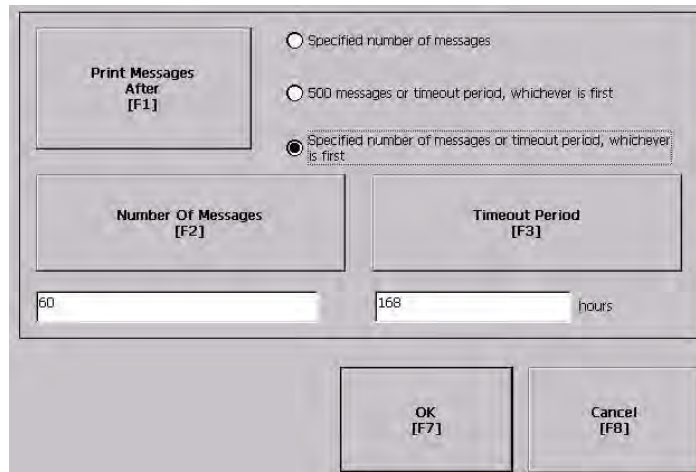 Print Messages
After
[F1]
Specified number of messages
500 messages or timeout period, whichever is first
Specified number of messages or timeout period, whichever
is first
Number Of Messages
[F2]
Timeout Period
[F3]
60
168
hours
OK
[F7]
Cancel
[F8]